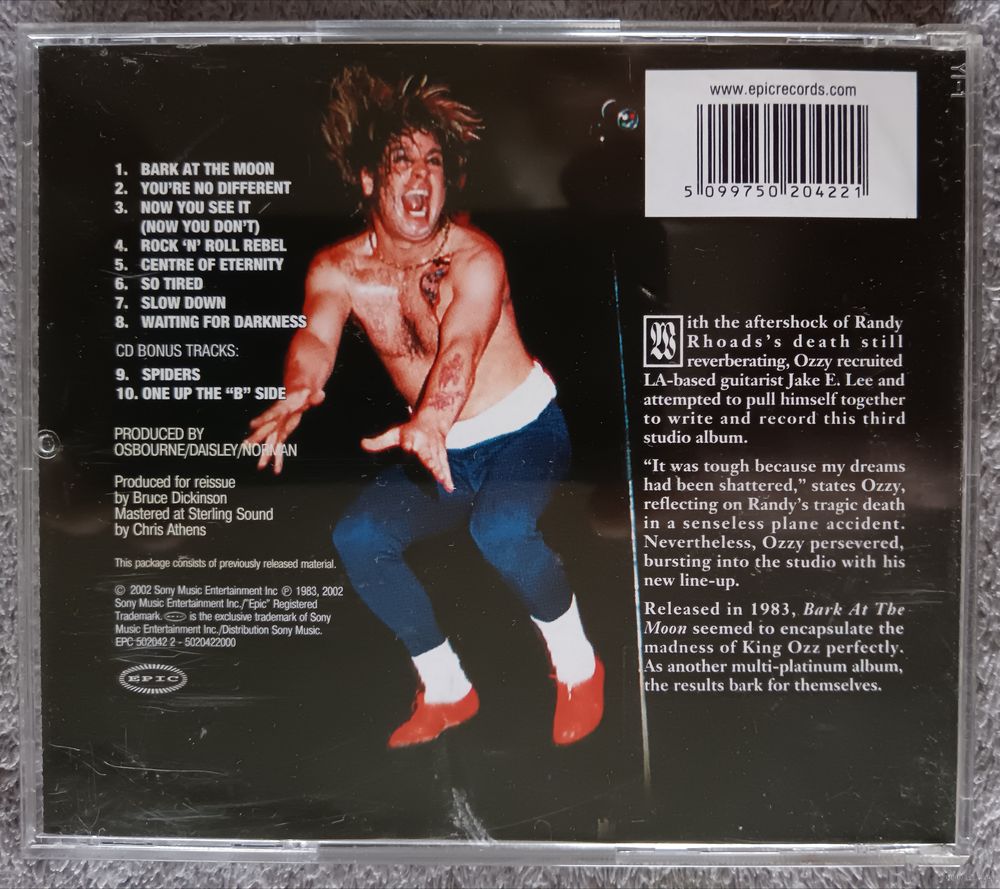 www.epicrecords.com
5 099750 204221
1. BARK AT THE MOON
2. YOU'RE NO DIFFERENT
3. NOW YOU SEE IT
(NOW YOU DON'T)
4. ROCK 'N' ROLL REBEL
5. CENTRE OF ETERNITY
6. SO TIRED
7. SLOW DOWN
8. WAITING FOR DARKNESS
CD BONUS TRACKS:
9. SPIDERS
10. ONE UP THE “B” SIDE
PRODUCED BY
OSBOURNE/DAISLEY/NORMAN
Produced for reissue
by Bruce Dickinson
Mastered at Sterling Sound
by Chris Athens
This package consists of previously released material.
© 2002 Sony Music Entertainment Inc ℗ 1983, 2002
Sony Music Entertainment Inc./"Epic" Registered
Trademark. EPIC is the exclusive trademark of Sony
Music Entertainment Inc./Distribution Sony Music.
EPC 502042 2 - 5020422000
EPIC
With the aftershock of Randy
Rhoads's death still
reverberating, Ozzy recruited
LA-based guitarist Jake E. Lee and
attempted to pull himself together
to write and record this third
studio album.
“It was tough because my dreams
had been shattered,” states Ozzy,
reflecting on Randy's tragic death
in a senseless plane accident.
Nevertheless, Ozzy persevered,
bursting into the studio with his
new line-up.
Released in 1983, Bark At The
Moon seemed to encapsulate the
madness of King Ozz perfectly.
As another multi-platinum album,
the results bark for themselves.